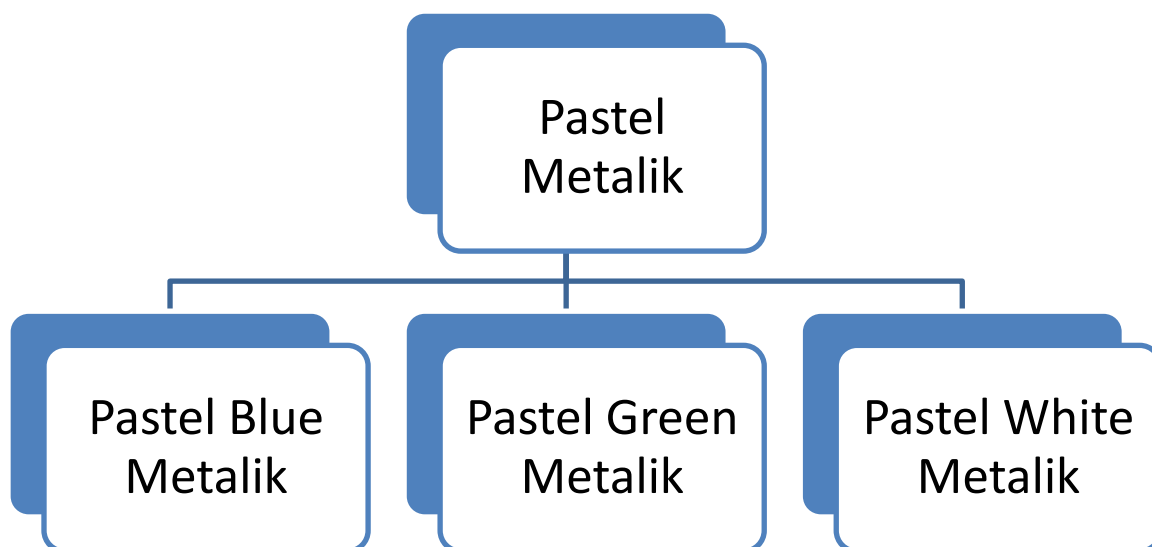 Pastel
Metalik
Pastel Blue
Metalik
Pastel Green
Metalik
Pastel White
Metalik